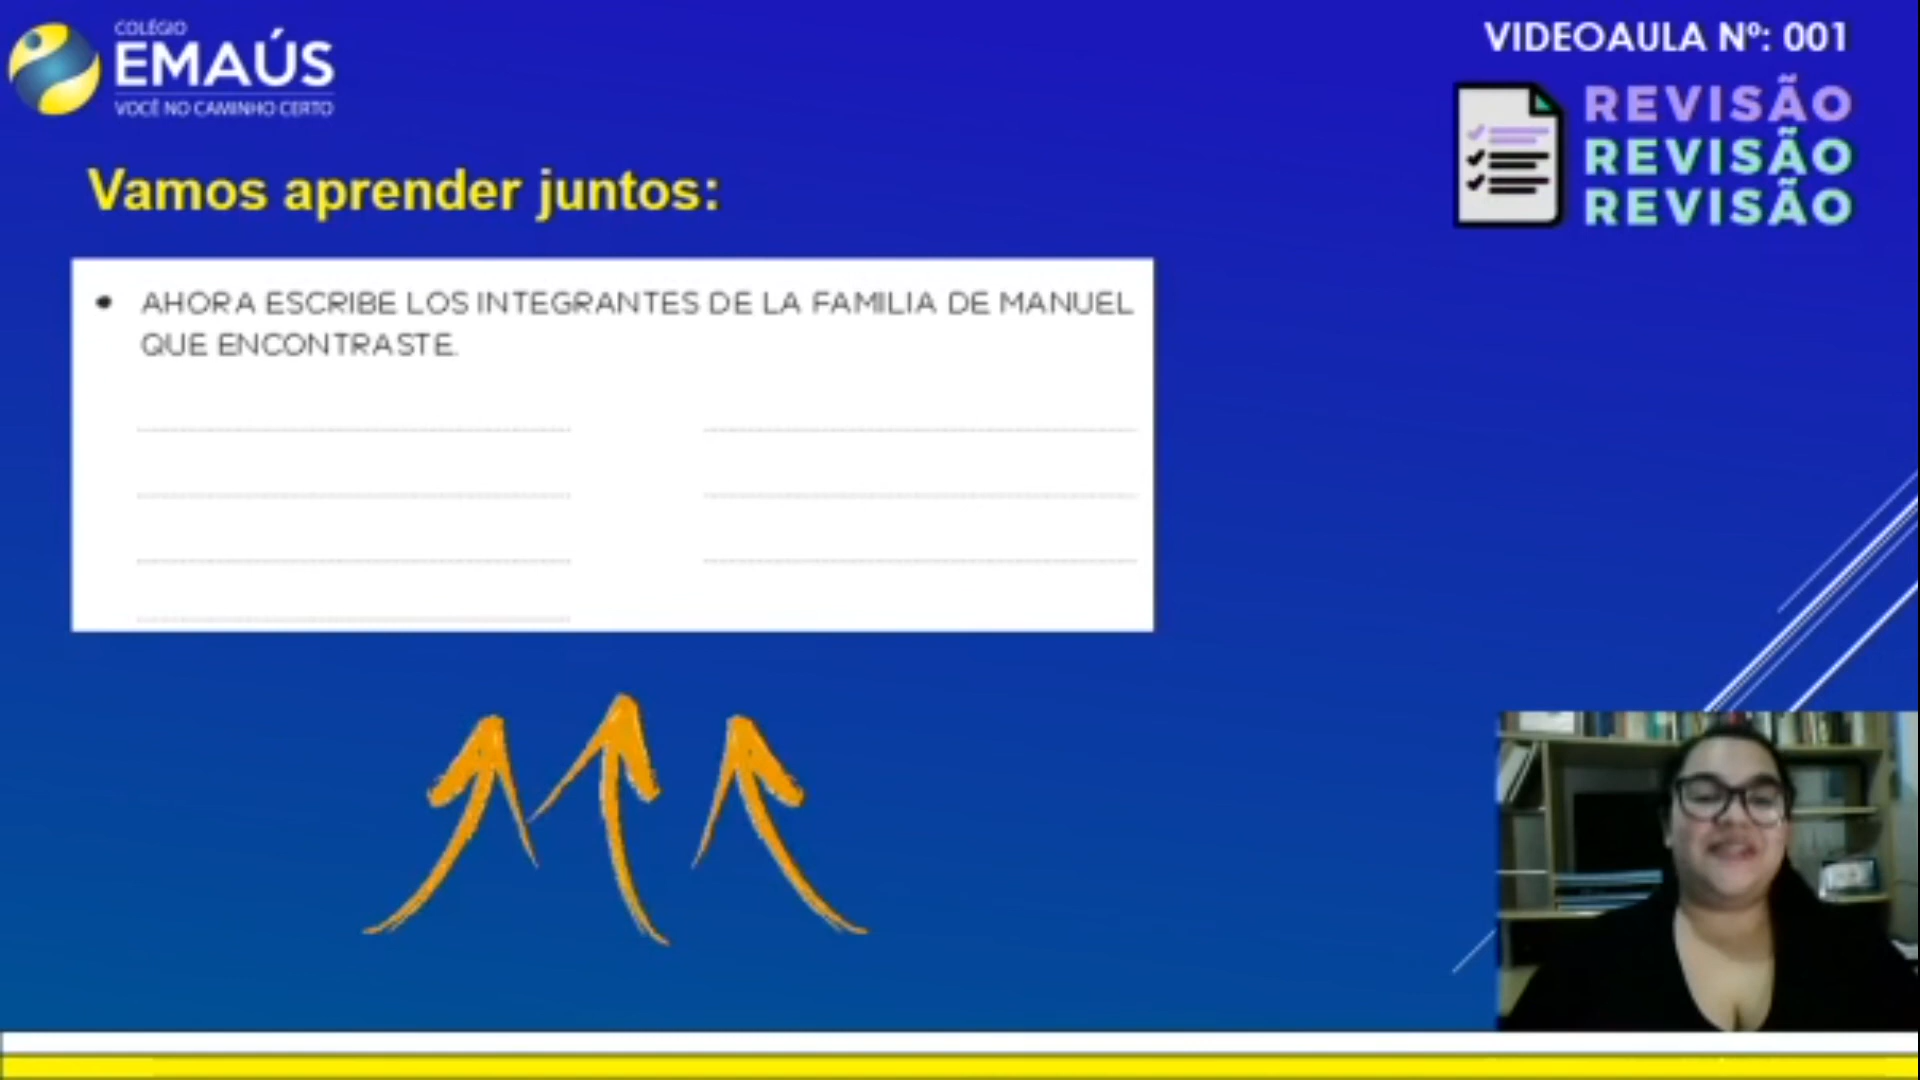 COLÉGIO
EMAÚS
VOCÊ NO CAMINHO CERTO
VIDEOAULA Nº: 001
REVISÃO
REVISÃO
REVISÃO
Vamos aprender juntos:
• AHORA ESCRIBE LOS INTEGRANTES DE LA FAMILIA DE MANUEL
QUE ENCONTRASTE.